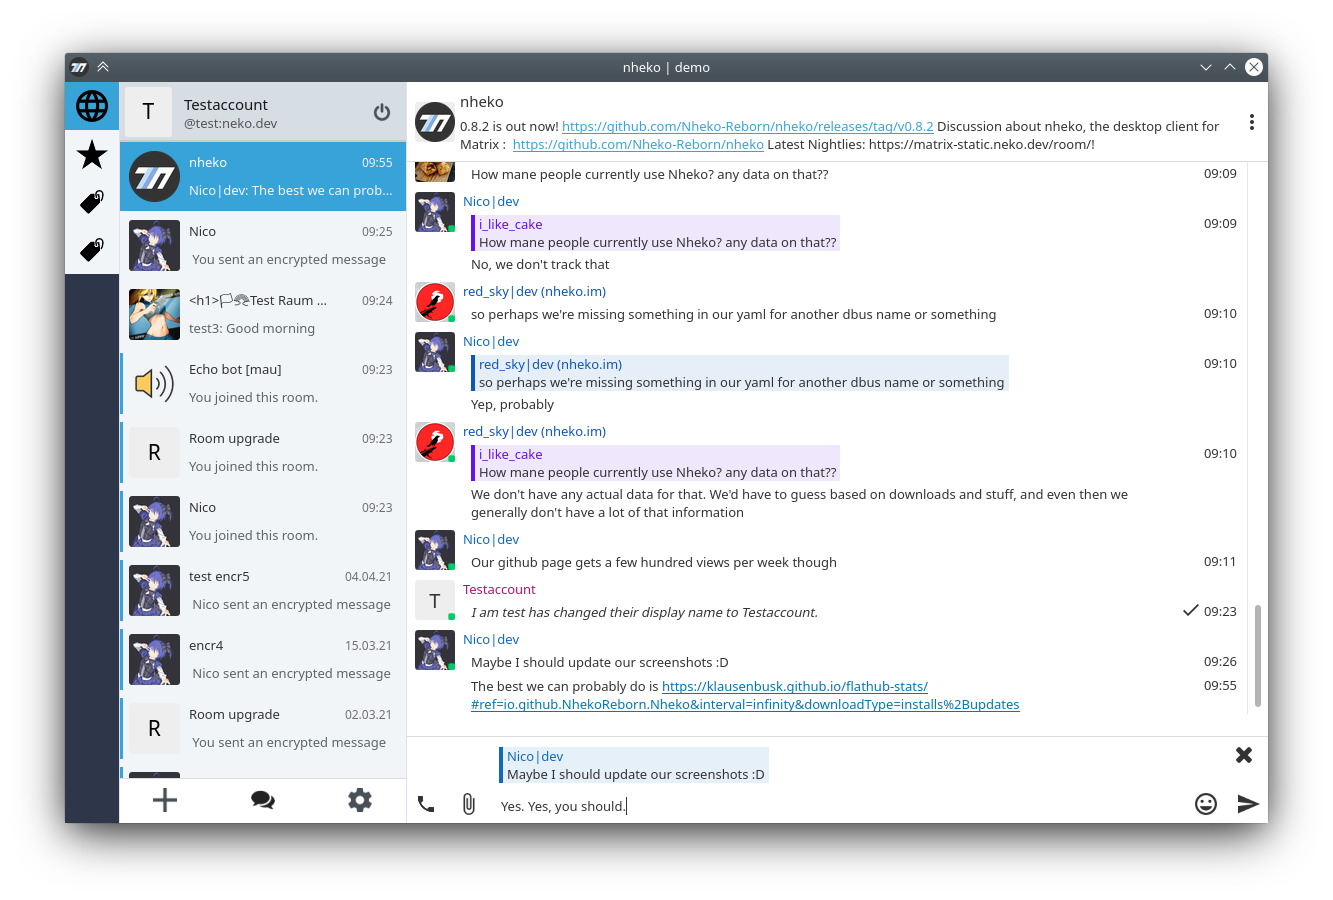 nheko | demo
T
Testaccount
@test:neko.dev
nheko 09:55
Nico|dev: The best we can prob...
Nico 09:25
You sent an encrypted message
<h1>🏳🪭Test Raum ... 09:24
test3: Good morning
Echo bot [mau] 09:23
You joined this room.
R
Room upgrade 09:23
You joined this room.
Nico 09:23
You joined this room.
test encr5 04.04.21
Nico sent an encrypted message
encr4 15.03.21
Nico sent an encrypted message
R
Room upgrade 02.03.21
You sent an encrypted message
nheko
0.8.2 is out now! https://github.com/Nheko-Reborn/nheko/releases/tag/v0.8.2 Discussion about nheko, the desktop client for
Matrix : https://github.com/Nheko-Reborn/nheko Latest Nightlies: https://matrix-static.neko.dev/room/!
How mane people currently use Nheko? any data on that?? 09:09
Nico|dev
i_like_cake 09:09
How mane people currently use Nheko? any data on that??
No, we don't track that
red_sky|dev (nheko.im)
so perhaps we're missing something in our yaml for another dbus name or something 09:10
Nico|dev
red_sky|dev (nheko.im) 09:10
so perhaps we're missing something in our yaml for another dbus name or something
Yep, probably
red_sky|dev (nheko.im)
i_like_cake 09:10
How mane people currently use Nheko? any data on that??
We don't have any actual data for that. We'd have to guess based on downloads and stuff, and even then we
generally don't have a lot of that information
Nico|dev
Our github page gets a few hundred views per week though 09:11
T
Testaccount
I am test has changed their display name to Testaccount. 09:23
Nico|dev
Maybe I should update our screenshots :D 09:26
The best we can probably do is https://klausenbusk.github.io/flathub-stats/ 09:55
#ref=io.github.NhekoReborn.Nheko&interval=infinity&downloadType=installs%2Bupdates
Nico|dev
Maybe I should update our screenshots :D
Yes. Yes, you should.